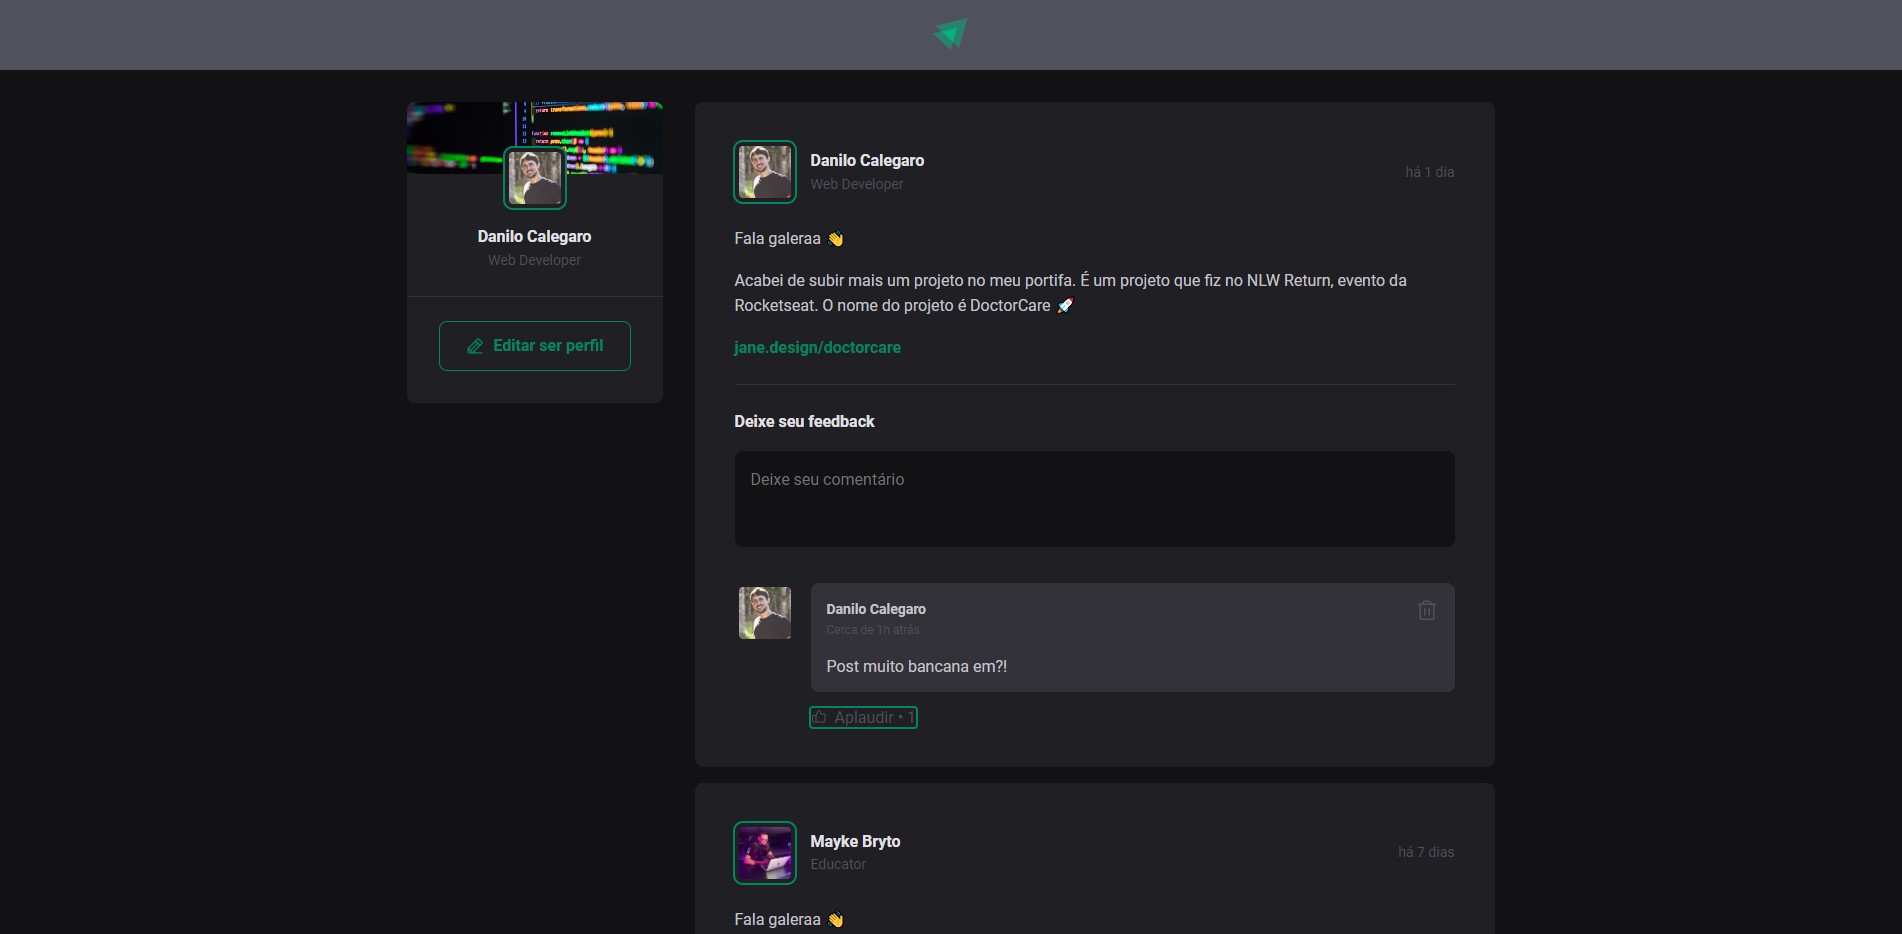 Danilo Calegaro
Web Developer
Editar ser perfil
Danilo Calegaro
Web Developer
há 1 dia
Fala galeraa 👋
Acabei de subir mais um projeto no meu portifa. É um projeto que fiz no NLW Return, evento da
Rocketseat. O nome do projeto é DoctorCare 🚀
jane.design/doctorcare
Deixe seu feedback
Deixe seu comentário
Danilo Calegaro
Cerca de 1h atrás
Post muito bancana em?!
Aplaudir • 1
Mayke Bryto
Educator
há 7 dias
Fala galeraa 👋